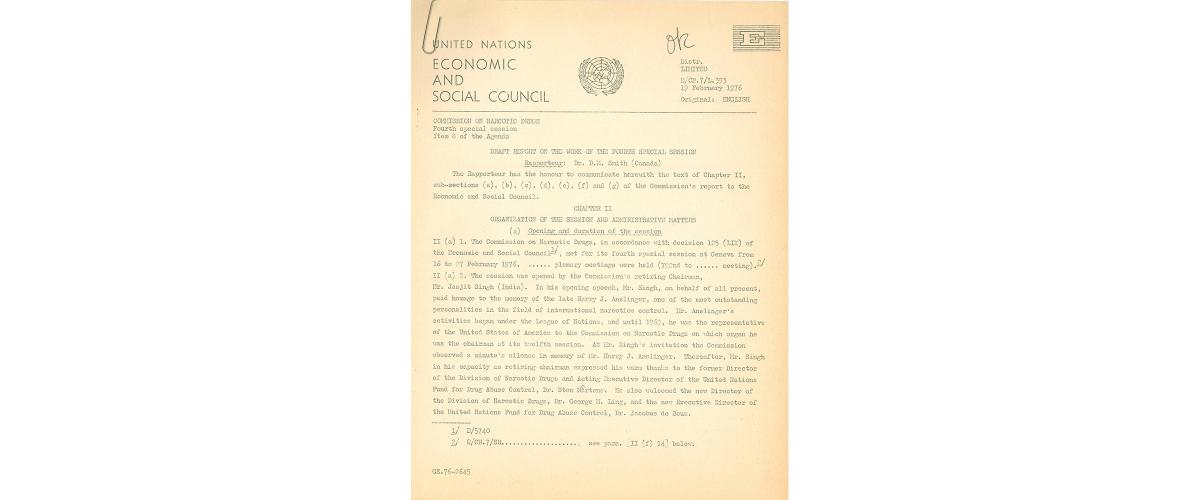 UNITED NATIONS
ECONOMIC
AND
SOCIAL COUNCIL
E
Distr.
LIMITED
E/CN.7/L.393
19 February 1976
Original: ENGLISH
COMMISSION ON NARCOTIC DRUGS
Fourth special session
Item 8 of the Agenda
DRAFT REPORT ON THE WORK OF THE FOURTH SPECIAL SESSION
Rapporteur: Dr. D.M. Smith (Canada)
The Rapporteur has the honour to communicate herewith the text of Chapter II,
sub-sections (a), (b), (c), (d), (e), (f) and (g) of the Commission's report to the
Economic and Social Council.
CHAPTER II
ORGANIZATION OF THE SESSION AND ADMINISTRATIVE MATTERS
(a) Opening and duration of the session
II (a) 1. The Commission on Narcotic Drugs, in accordance with decision 125 (LIX) of
the Economic and Social Council1/, met for its fourth special session at Geneva from
16 to 27 February 1976. ...... plenary meetings were held (792nd to ...... meeting).2/
II (a) 2. The session was opened by the Commission's retiring Chairman,
Mr. Jasjit Singh (India). In his opening speech, Mr. Singh, on behalf of all present,
paid homage to the memory of the late Harry J. Anslinger, one of the most outstanding
personalities in the field of international narcotics control. Mr. Anslinger's
activities began under the League of Nations, and until 1969, he was the representative
of the United States of America to the Commission on Narcotic Drugs on which organ he
was the chairman at its twelfth session. At Mr. Singh's invitation the Commission
observed a minute's silence in memory of Mr. Harry J. Anslinger. Thereafter, Mr. Singh
in his capacity as retiring chairman expressed his warm thanks to the former Director
of the Division of Narcotic Drugs and Acting Executive Director of the United Nations
Fund for Drug Abuse Control, Dr. Sten Martens. He also welcomed the new Director of
the Division of Narcotic Drugs, Dr. George M. Ling, and the new Executive Director of
the United Nations Fund for Drug Abuse Control, Dr. Jacobus de Beus.
1/ E/5740
2/ E/CN.7/SR.................... see para. [II (f) 14] below.
GE.76-2645